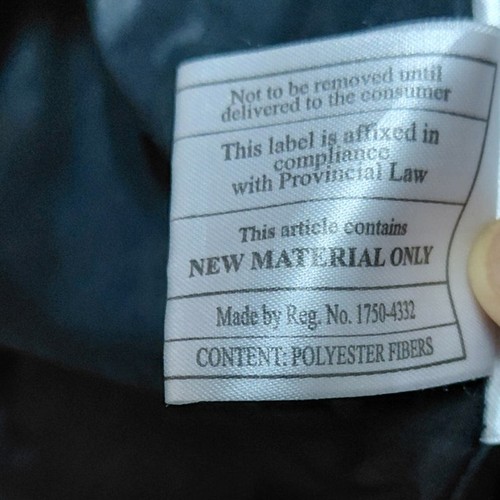 Not to be removed until
delivered to the consumer
This label is affixed in
compliance
with Provincial Law
This article contains
NEW MATERIAL ONLY
Made by Reg. No. 1750-4332
CONTENT: POLYESTER FIBERS